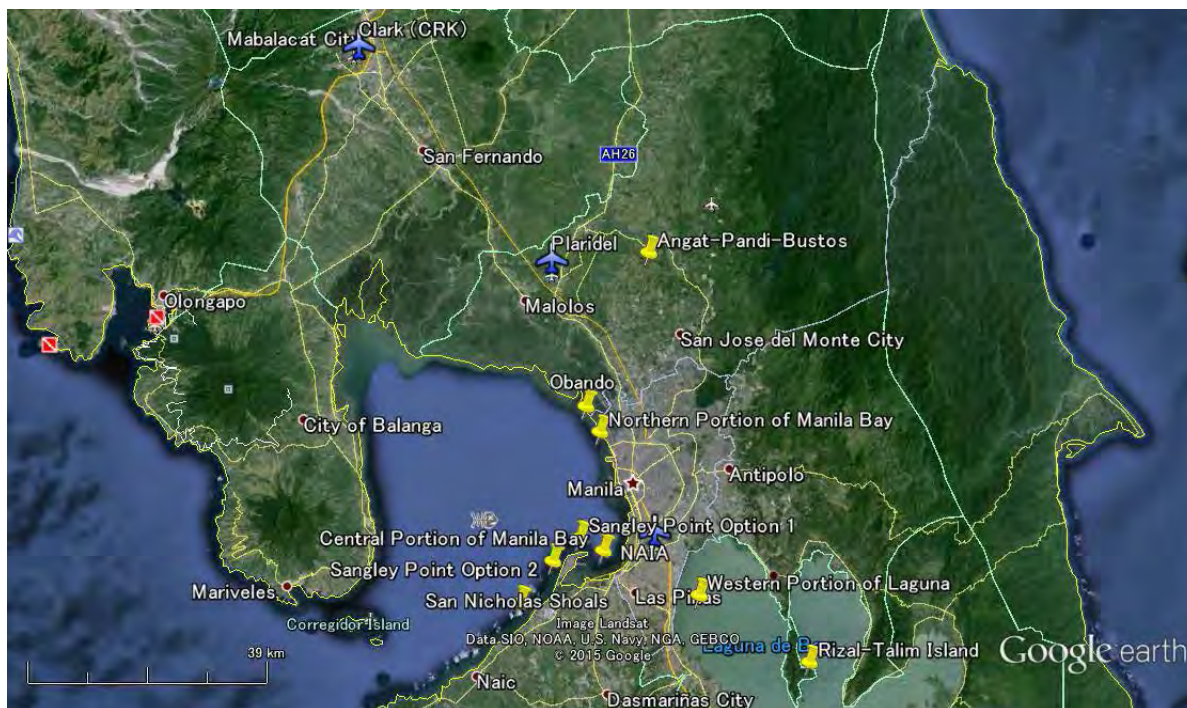 Clark (CRK)
Mabalacat City
San Fernando
AH26
Plaridel
Angat-Pandi-Bustos
Olongapo
Malolos
San Jose del Monte City
Obando
City of Balanga
Northern Portion of Manila Bay
Antipolo
Manila
Sangley Point Option 1
Central Portion of Manila Bay
NAIA
Sangley Point Option 2
Western Portion of Laguna
Mariveles
San Nicholas Shoals
Las Piñas
Corregidor Island
Image Landsat
Data SIO, NOAA, U.S. Navy, NGA, GEBCO
© 2015 Google
39 km
Laguna de
Rizal-Talim Island
Google earth
Naic
Dasmariñas City